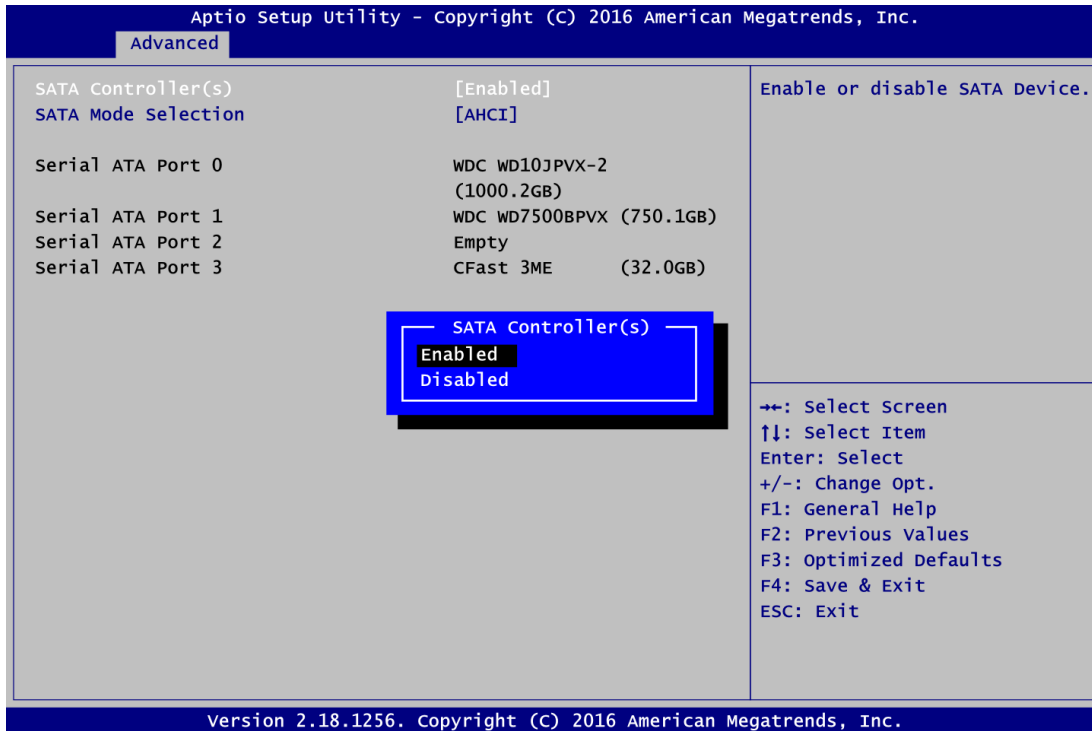 Aptio Setup Utility - Copyright (C) 2016 American Megatrends, Inc.
Advanced
SATA Controller(s) [Enabled]
SATA Mode Selection [AHCI]
Serial ATA Port 0 WDC WD10JPVX-2
(1000.2GB)
Serial ATA Port 1 WDC WD7500BPVX (750.1GB)
Serial ATA Port 2 Empty
Serial ATA Port 3 CFast 3ME (32.0GB)
SATA Controller(s)
Enabled
Disabled
Enable or disable SATA Device.
→←: Select Screen
↑↓: Select Item
Enter: Select
+/-: Change Opt.
F1: General Help
F2: Previous Values
F3: Optimized Defaults
F4: Save & Exit
ESC: Exit
Version 2.18.1256. Copyright (C) 2016 American Megatrends, Inc.